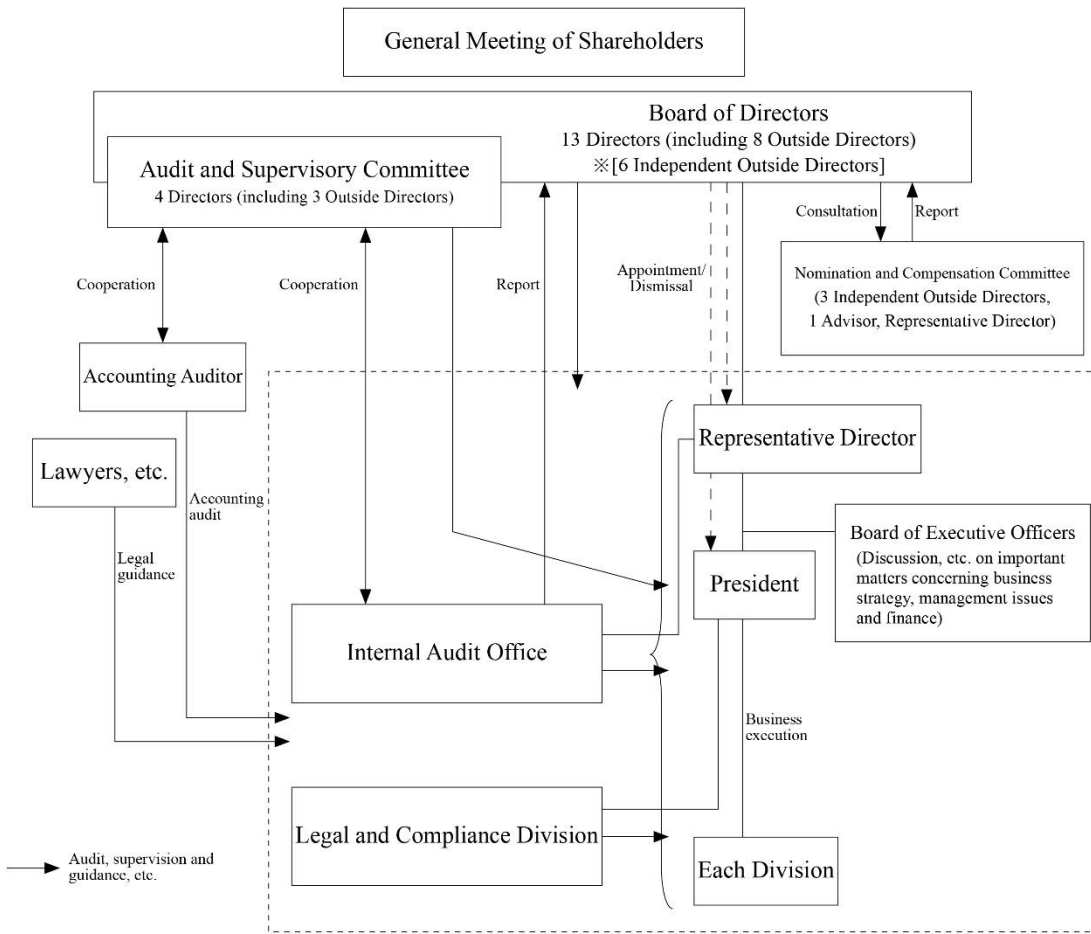 General Meeting of Shareholders
Board of Directors
13 Directors (including 8 Outside Directors)
※[6 Independent Outside Directors]
Audit and Supervisory Committee
4 Directors (including 3 Outside Directors)
Consultation
Report
Cooperation
Cooperation
Report
Appointment/
Dismissal
Nomination and Compensation Committee
(3 Independent Outside Directors,
1 Advisor, Representative Director)
Accounting Auditor
Representative Director
Lawyers, etc.
Accounting
audit
Legal
guidance
Board of Executive Officers
(Discussion, etc. on important
matters concerning business
strategy, management issues
and finance)
President
Internal Audit Office
Business
execution
Legal and Compliance Division
Each Division
Audit, supervision and
guidance, etc.